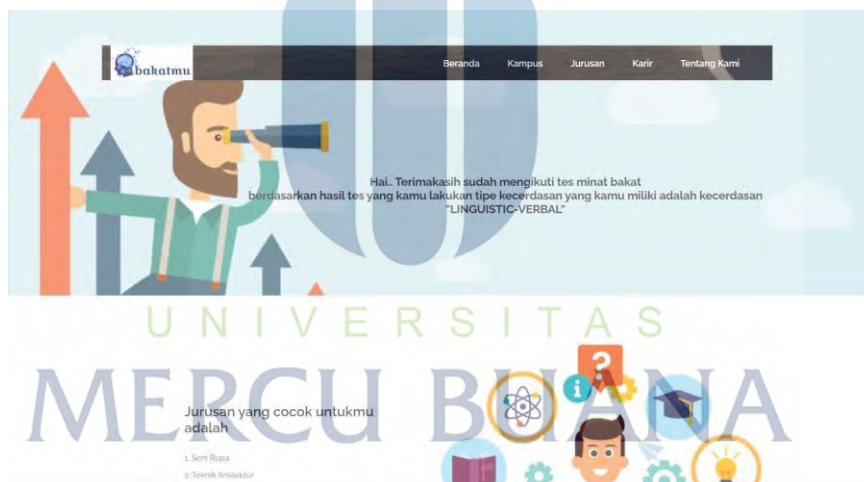 bakatmu
Beranda Kampus Jurusan Karir Tentang Kami
Hai.. Terimakasih sudah mengikuti tes minat bakat
berdasarkan hasil tes yang kamu lakukan tipe kecerdasan yang kamu miliki adalah kecerdasan
"LINGUISTIC-VERBAL"
UNIVERSITAS
MERCU BUANA
Jurusan yang cocok untukmu
adalah
1. Seni Rupa
2. Teknik Arsitektur